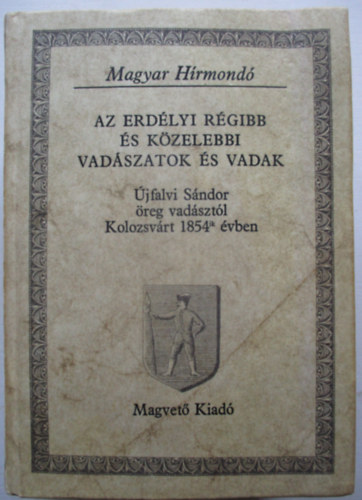 Magyar Hírmondó
AZ ERDÉLYI RÉGIBB
ÉS KÖZELEBBI
VADÁSZATOK ÉS VADAK
Újfalvi Sándor
öreg vadásztól
Kolozsvárt 1854ª évben
Magvető Kiadó